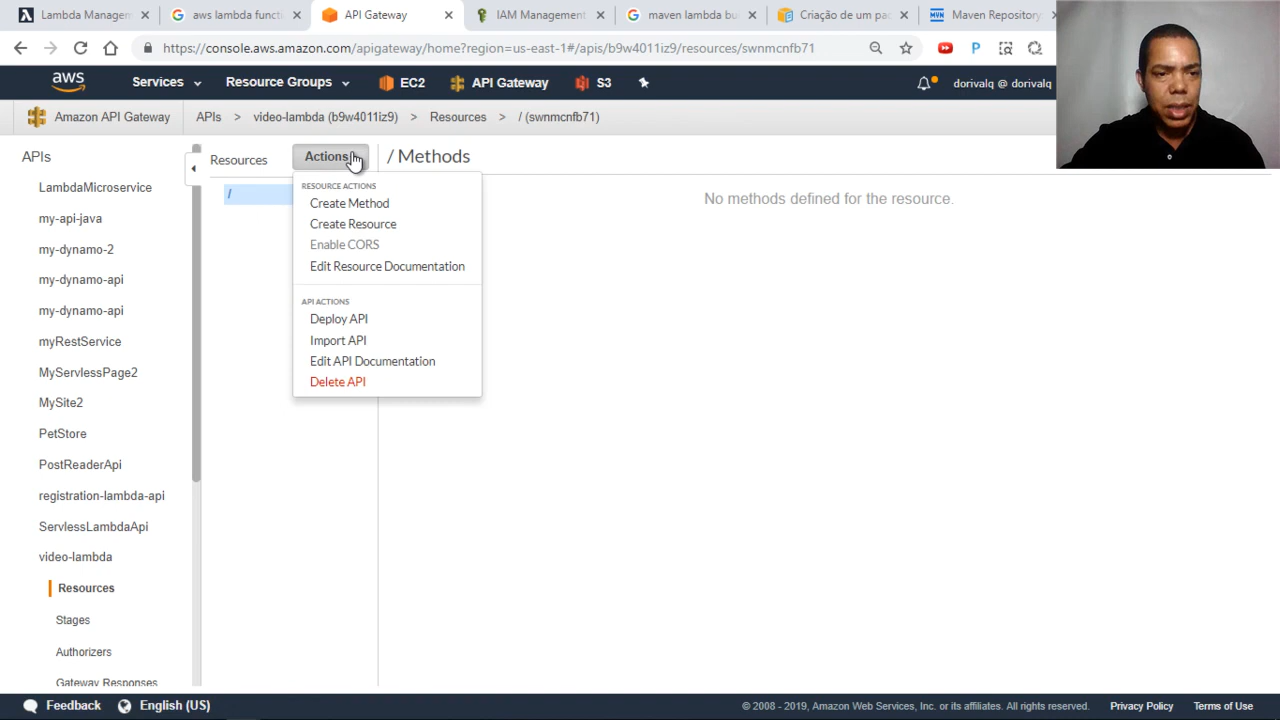 Lambda Managem
aws lambda functi
API Gateway
IAM Management
maven lambda bu
Criação de um pac
Maven Repository:
https://console.aws.amazon.com/apigateway/home?region=us-east-1#/apis/b9w4011iz9/resources/swnmcnfb71
aws
Services
Resource Groups
EC2
API Gateway
S3
dorivalq @ dorivalq
Amazon API Gateway
APIs > video-lambda (b9w4011iz9) > Resources > / (swnmcnfb71)
APIs
LambdaMicroservice
my-api-java
my-dynamo-2
my-dynamo-api
my-dynamo-api
myRestService
MyServlessPage2
MySite2
PetStore
PostReaderApi
registration-lambda-api
ServlessLambdaApi
video-lambda
Resources
Stages
Authorizers
Gateway Responses
Resources
Actions
/
RESOURCE ACTIONS
Create Method
Create Resource
Enable CORS
Edit Resource Documentation
API ACTIONS
Deploy API
Import API
Edit API Documentation
Delete API
/ Methods
No methods defined for the resource.
Feedback
English (US)
© 2008 - 2019, Amazon Web Services, Inc. or its affiliates. All rights reserved.
Privacy Policy
Terms of Use